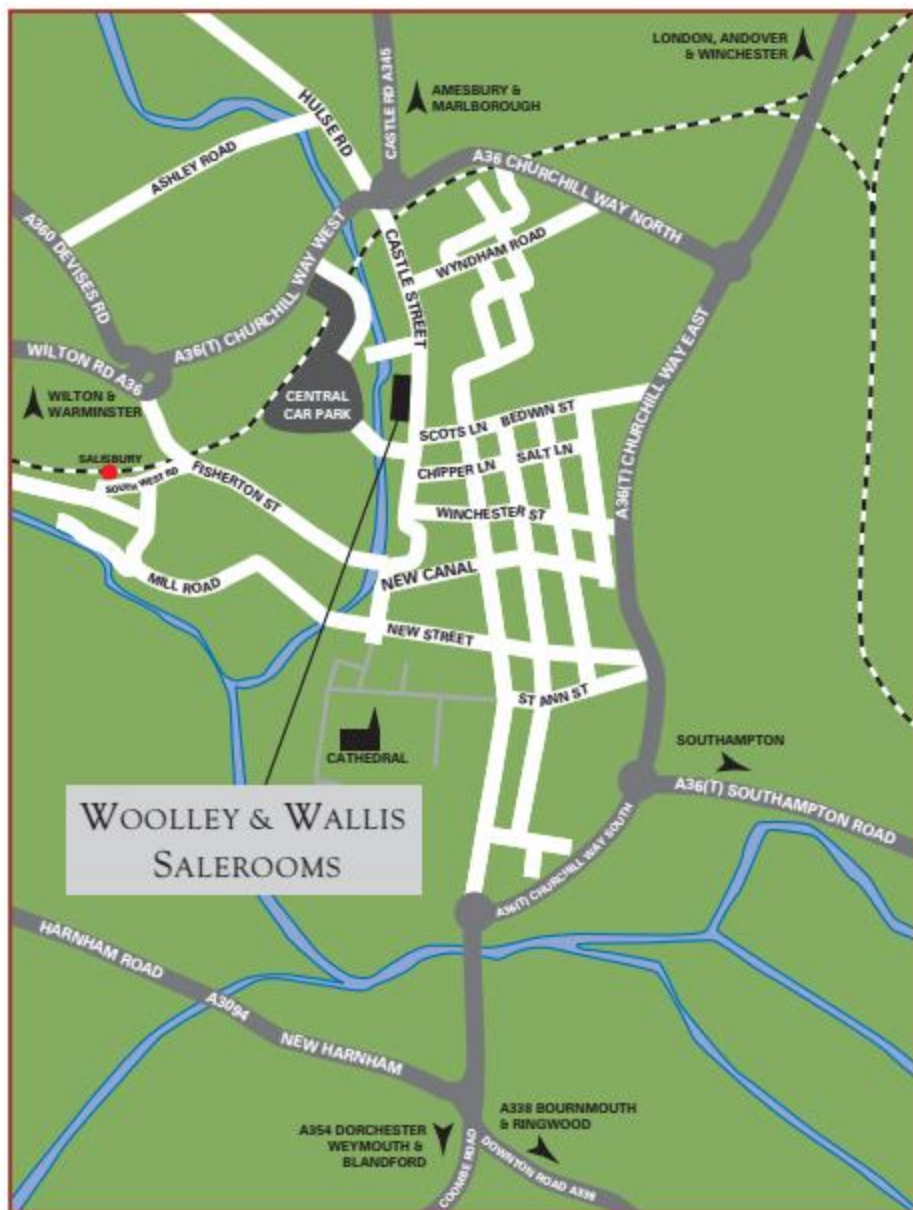 LONDON, ANDOVER
& WINCHESTER
AMESBURY &
MARLBOROUGH
CASTLE RD A345
HULSE RD
ASHLEY ROAD
A36 CHURCHILL WAY NORTH
A360 DEVISES RD
A36(T) CHURCHILL WAY WEST
CASTLE STREET
WYNDHAM ROAD
WILTON RD A36
WILTON &
WARMINSTER
CENTRAL
CAR PARK
A36(T) CHURCHILL WAY EAST
SCOTS LN
BEDWIN ST
SALISBURY
SOUTH WEST RD
FISHERTON ST
CHIPPER LN
SALT LN
WINCHESTER ST
MILL ROAD
NEW CANAL
NEW STREET
ST ANN ST
CATHEDRAL
SOUTHAMPTON
A36(T) SOUTHAMPTON ROAD
WOOLLEY & WALLIS
SALEROOMS
A36(T) CHURCHILL WAY SOUTH
HARNHAM ROAD
A3094
NEW HARNHAM
A354 DORCHESTER
WEYMOUTH &
BLANDFORD
A338 BOURNMOUTH
& RINGWOOD
COOMBE ROAD
DOWNTON ROAD A338